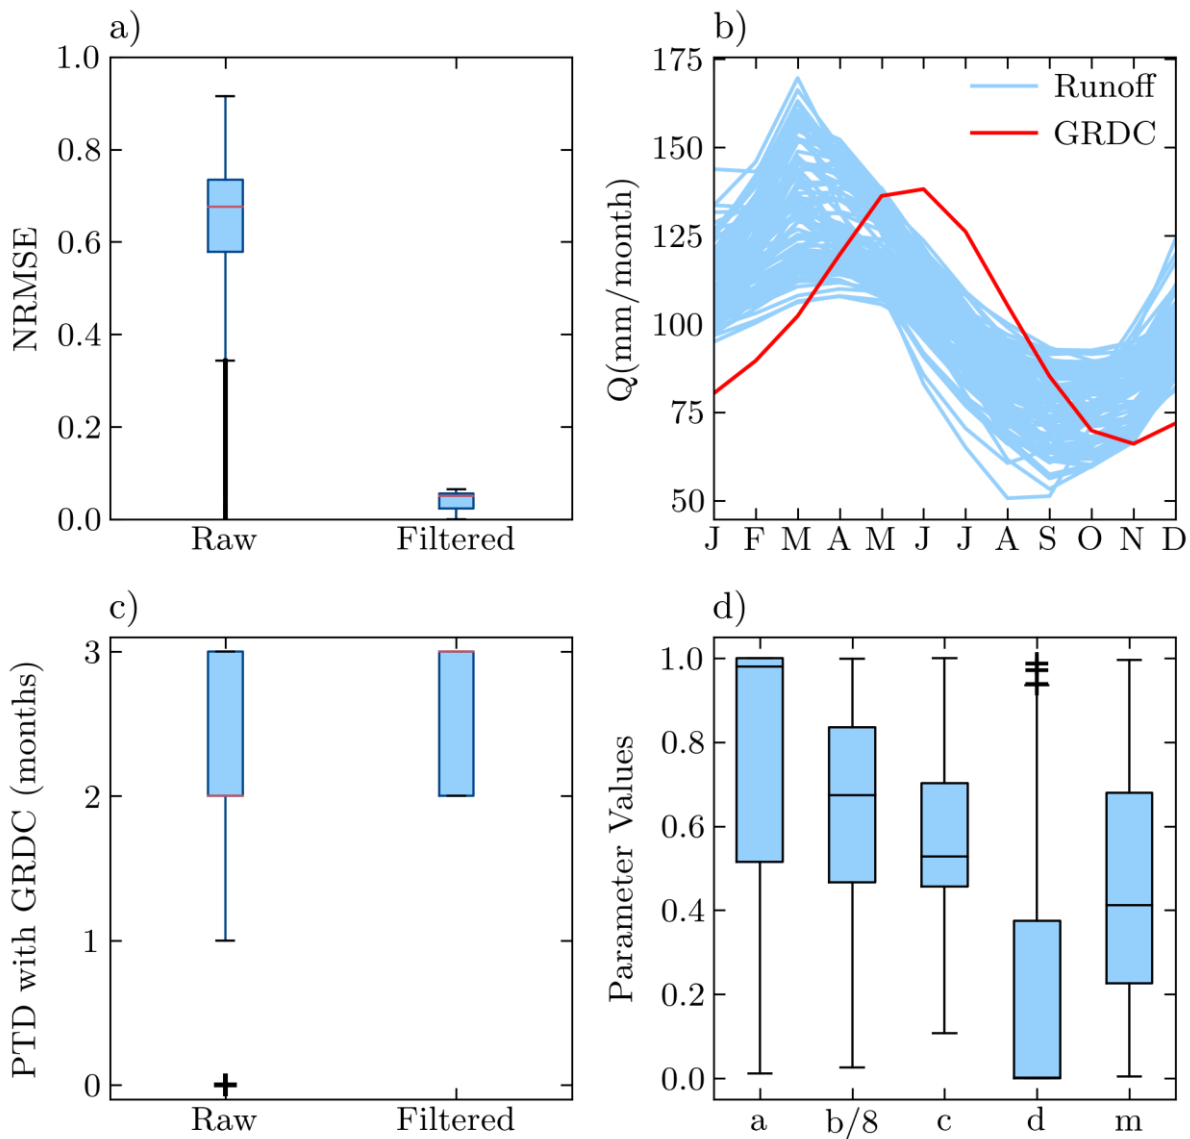 a)
NRMSE
1.0
0.8
0.6
0.4
0.2
0.0
Raw Filtered
b)
Q(mm/month)
175
150
125
100
75
50
Runoff
GRDC
J F M A M J J A S O N D
c)
PTD with GRDC (months)
3
2
1
0
Raw Filtered
d)
Parameter Values
1.0
0.8
0.6
0.4
0.2
0.0
a b/8 c d m